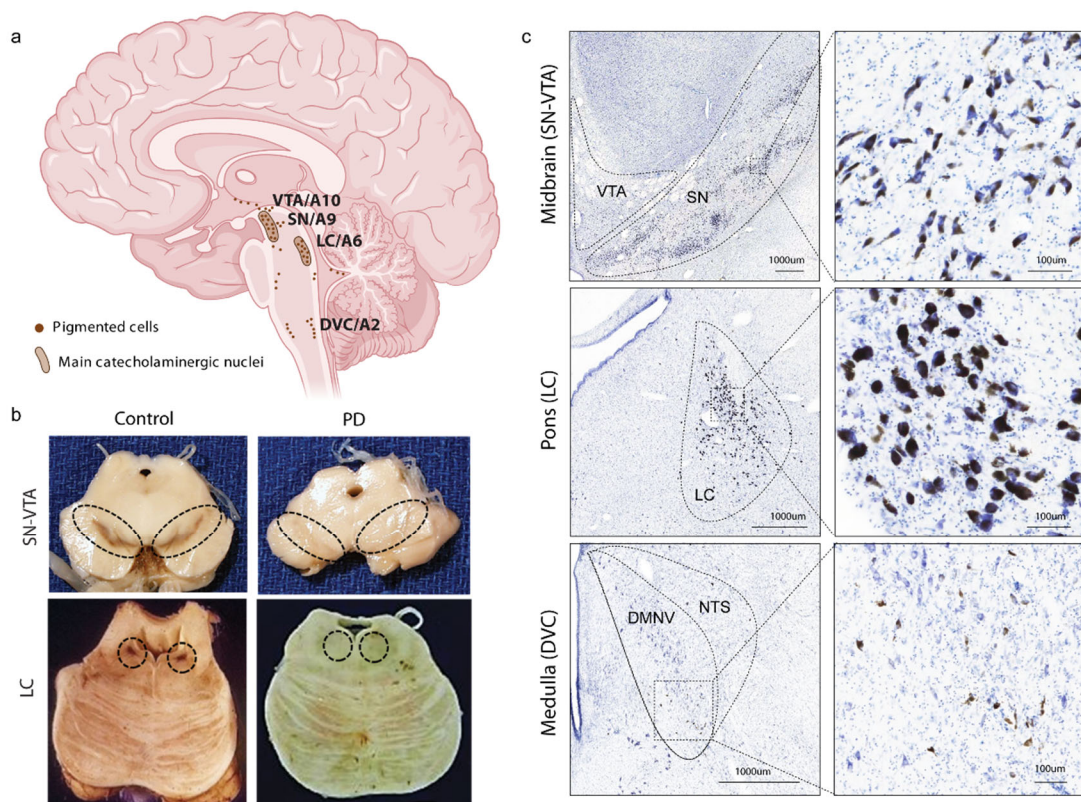 a
VTA/A10
SN/A9
LC/A6
DVC/A2
Pigmented cells
Main catecholaminergic nuclei
b
Control
PD
SN-VTA
LC
c
Midbrain (SN-VTA)
VTA
SN
1000um
100um
Pons (LC)
LC
1000um
100um
Medulla (DVC)
DMNV
NTS
1000um
100um